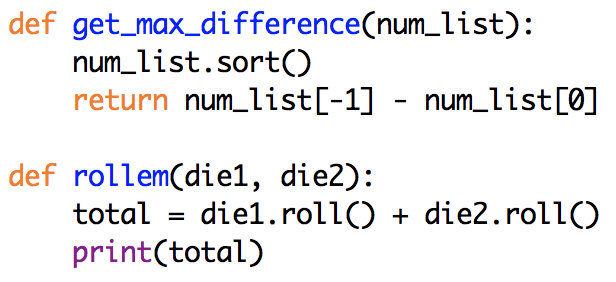 def get_max_difference(num_list):
    num_list.sort()
    return num_list[-1] - num_list[0]

def rollem(die1, die2):
    total = die1.roll() + die2.roll()
    print(total)